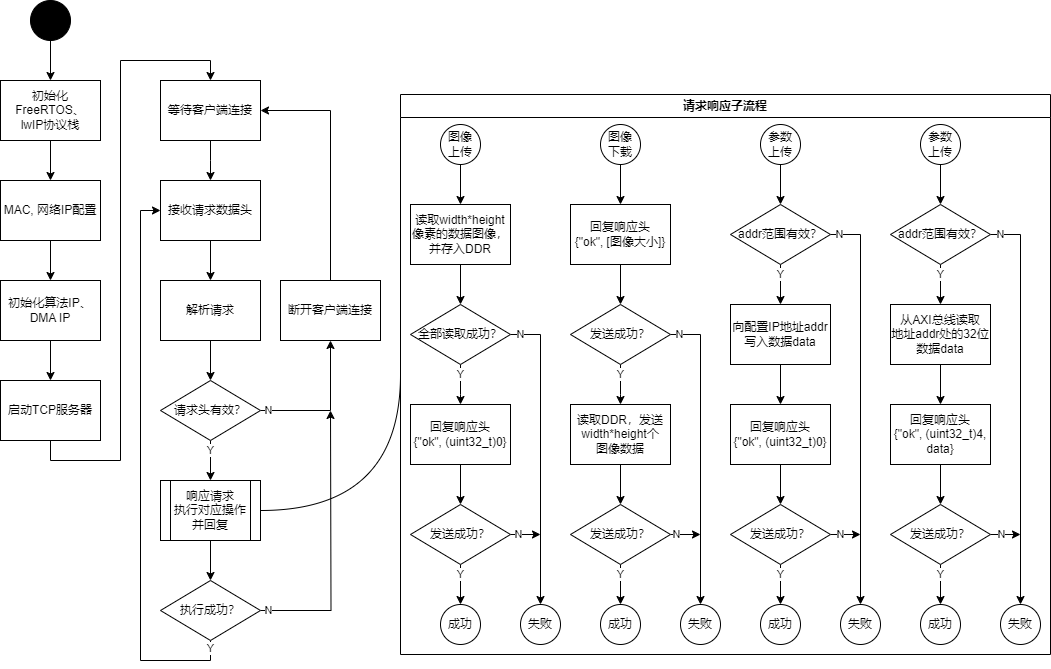 初始化
FreeRTOS、
lwIP协议栈
MAC, 网络IP配置
初始化算法IP、
DMA IP
启动TCP服务器
等待客户端连接
接收请求数据头
解析请求
断开客户端连接
请求头有效?
N
Y
响应请求
执行对应操作
并回复
执行成功?
N
Y
请求响应子流程
图像
上传
读取width*height
像素的数据图像,
并存入DDR
全部读取成功?
N
Y
回复响应头
{"ok", (uint32_t)0}
发送成功?
N
Y
成功
失败
图像
下载
回复响应头
{"ok", [图像大小]}
发送成功?
N
Y
读取DDR，发送
width*height个
图像数据
发送成功?
N
Y
成功
失败
参数
上传
addr范围有效?
N
Y
向配置IP地址addr
写入数据data
回复响应头
{"ok", (uint32_t)0}
发送成功?
N
Y
成功
失败
参数
上传
addr范围有效?
N
Y
从AXI总线读取
地址addr处的32位
数据data
回复响应头
{"ok", (uint32_t)4,
data}
发送成功?
N
Y
成功
失败